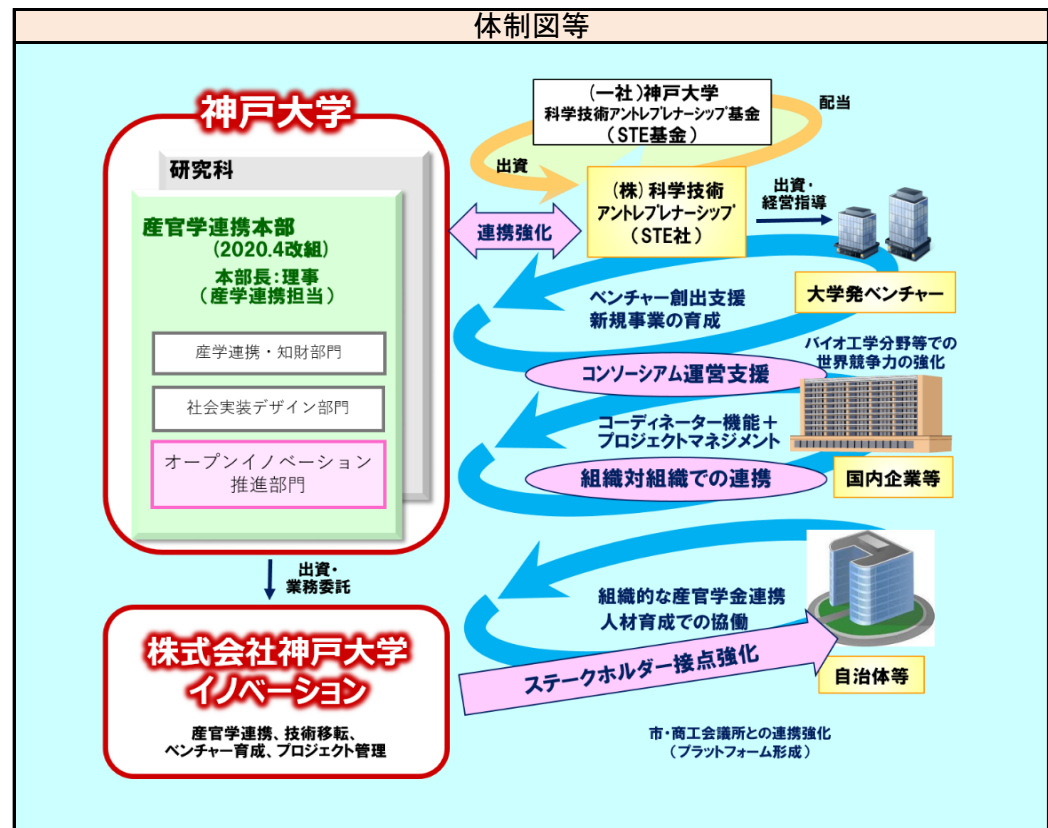 体制図等
神戸大学
研究科
産官学連携本部
(2020.4改組)
本部長:理事
(産学連携担当)
産学連携・知財部門
社会実装デザイン部門
オープンイノベーション
推進部門
出資・
業務委託
株式会社神戸大学
イノベーション
産官学連携、技術移転、
ベンチャー育成、プロジェクト管理
(一社)神戸大学
科学技術アントレプレナーシップ基金
(STE基金)
配当
出資
(株)科学技術
アントレプレナーシップ
(STE社)
出資・
経営指導
連携強化
大学発ベンチャー
ベンチャー創出支援
新規事業の育成
バイオ工学分野等での
世界競争力の強化
コンソーシアム運営支援
コーディネーター機能+
プロジェクトマネジメント
組織対組織での連携
国内企業等
組織的な産官学金連携
人材育成での協働
ステークホルダー接点強化
自治体等
市・商工会議所との連携強化
(プラットフォーム形成)